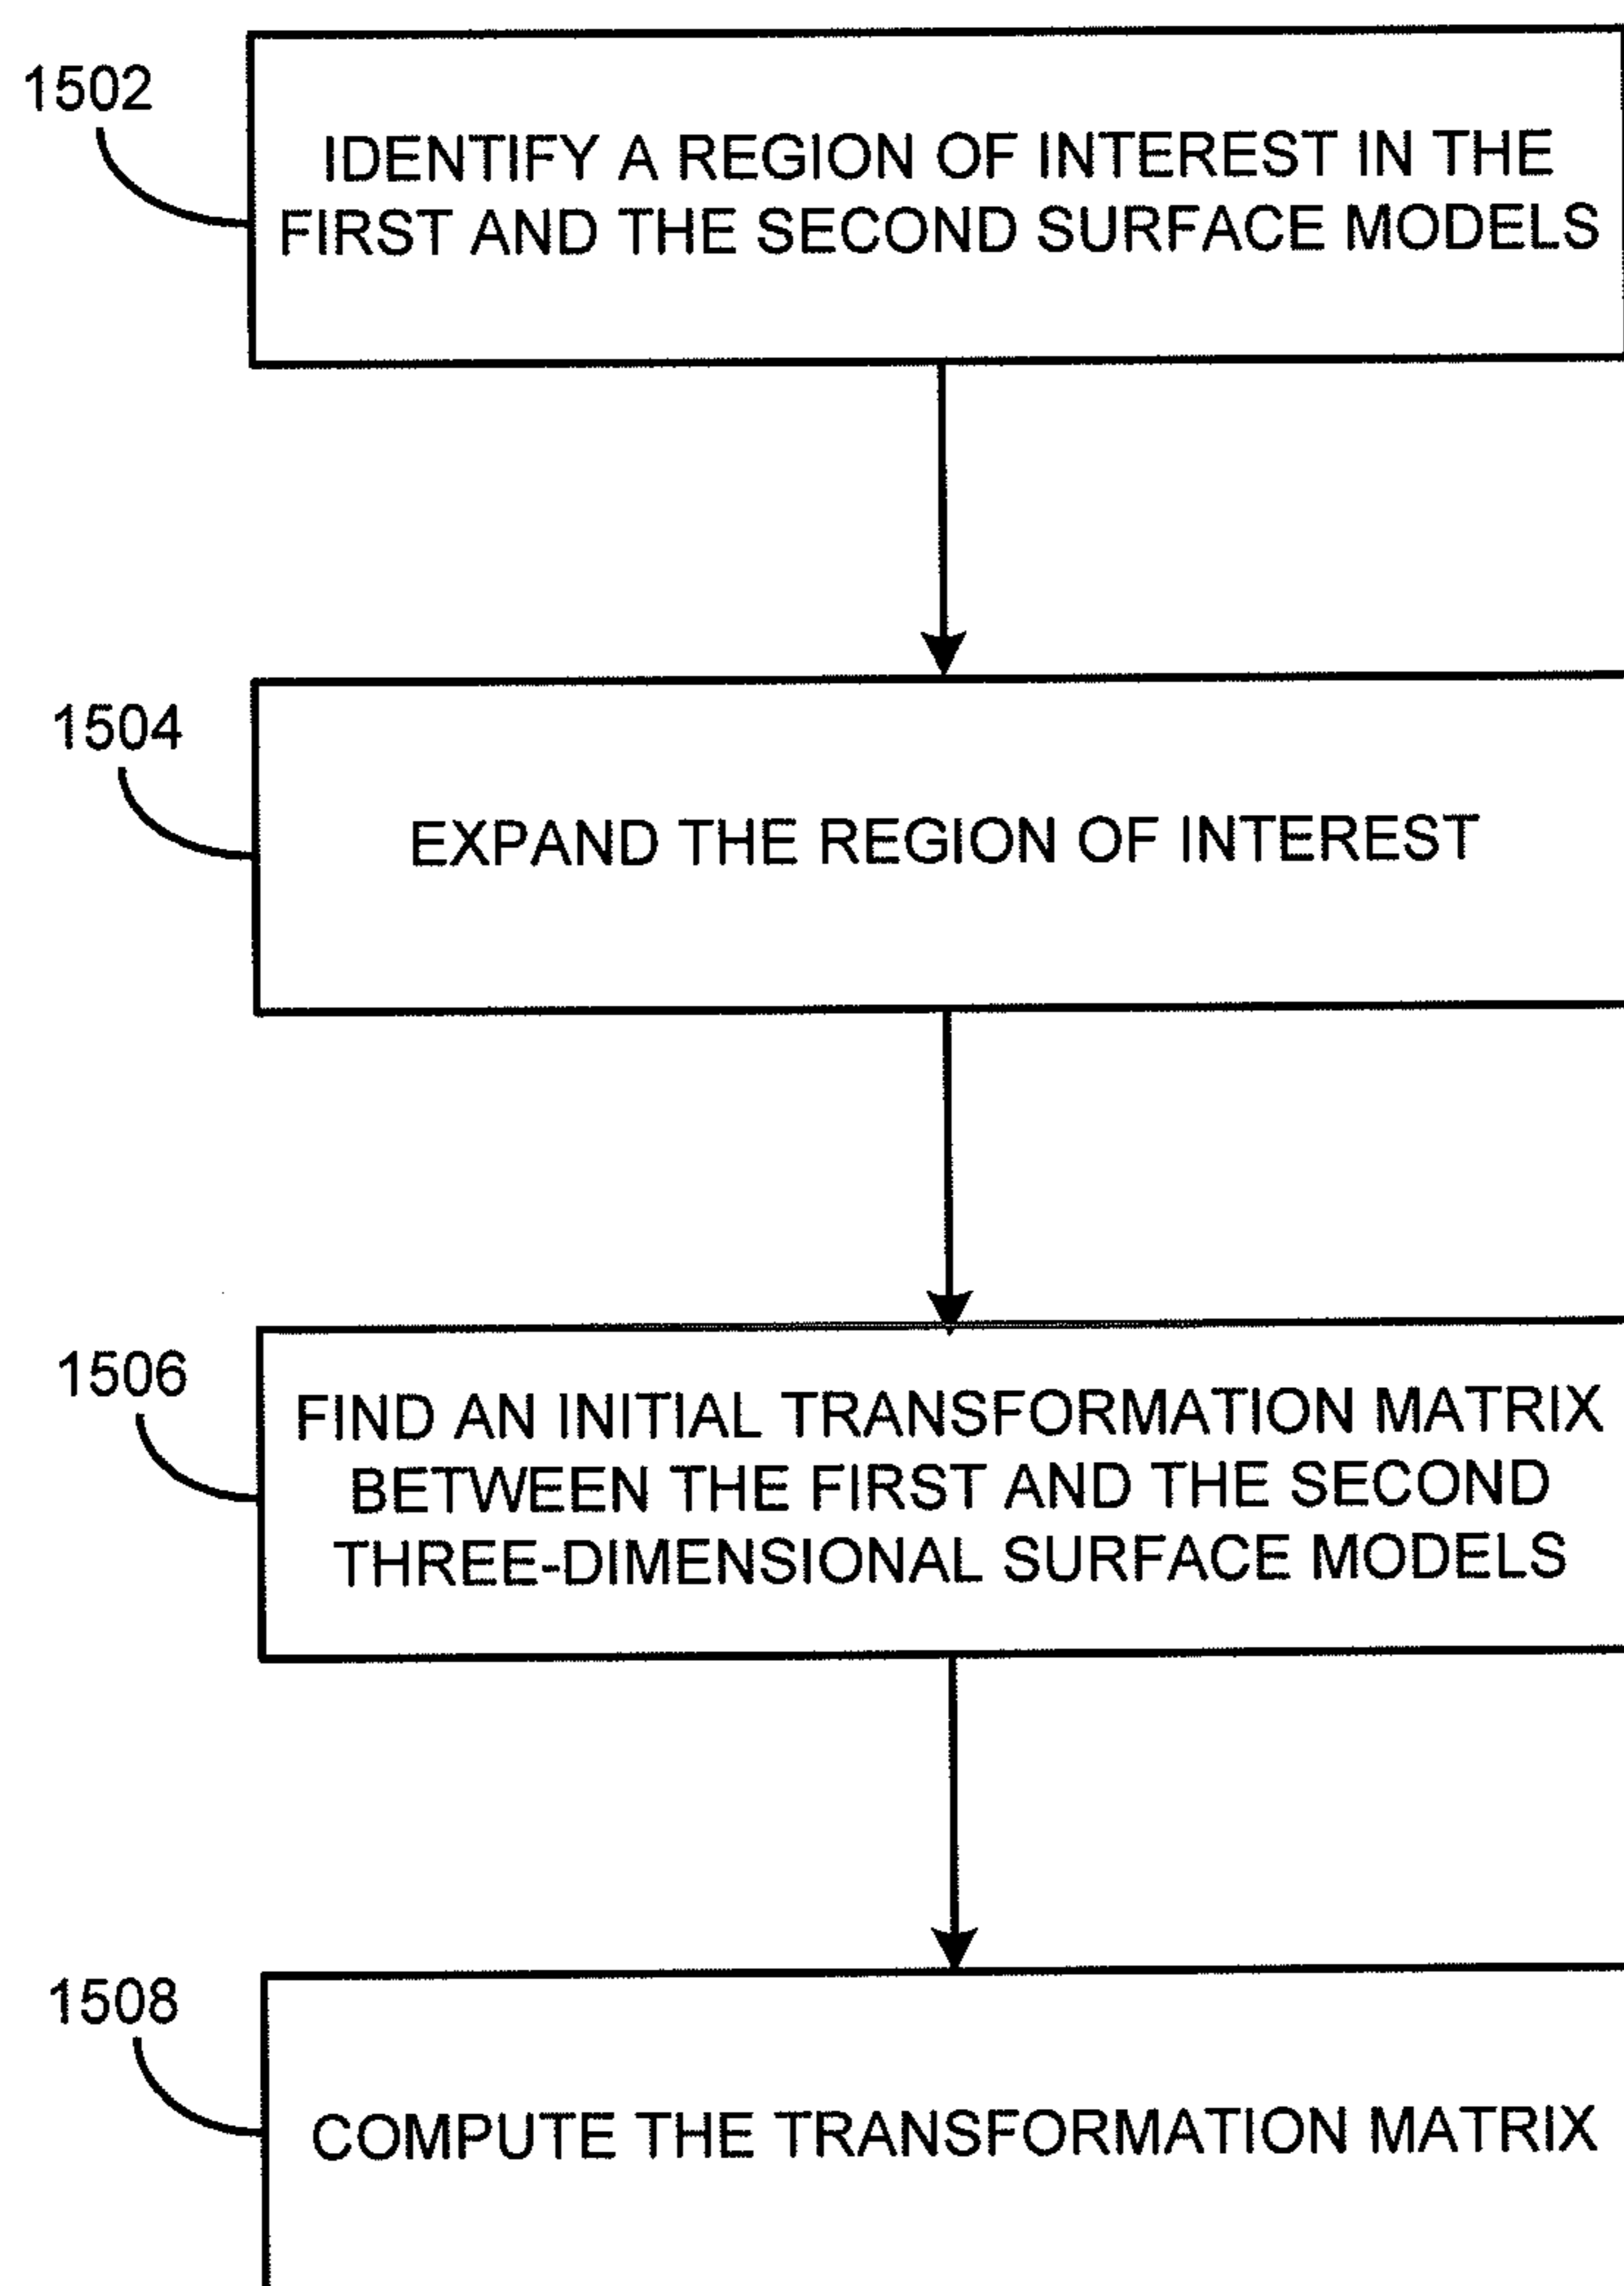 1502
IDENTIFY A REGION OF INTEREST IN THE
FIRST AND THE SECOND SURFACE MODELS
1504
EXPAND THE REGION OF INTEREST
1506
FIND AN INITIAL TRANSFORMATION MATRIX
BETWEEN THE FIRST AND THE SECOND
THREE-DIMENSIONAL SURFACE MODELS
1508
COMPUTE THE TRANSFORMATION MATRIX